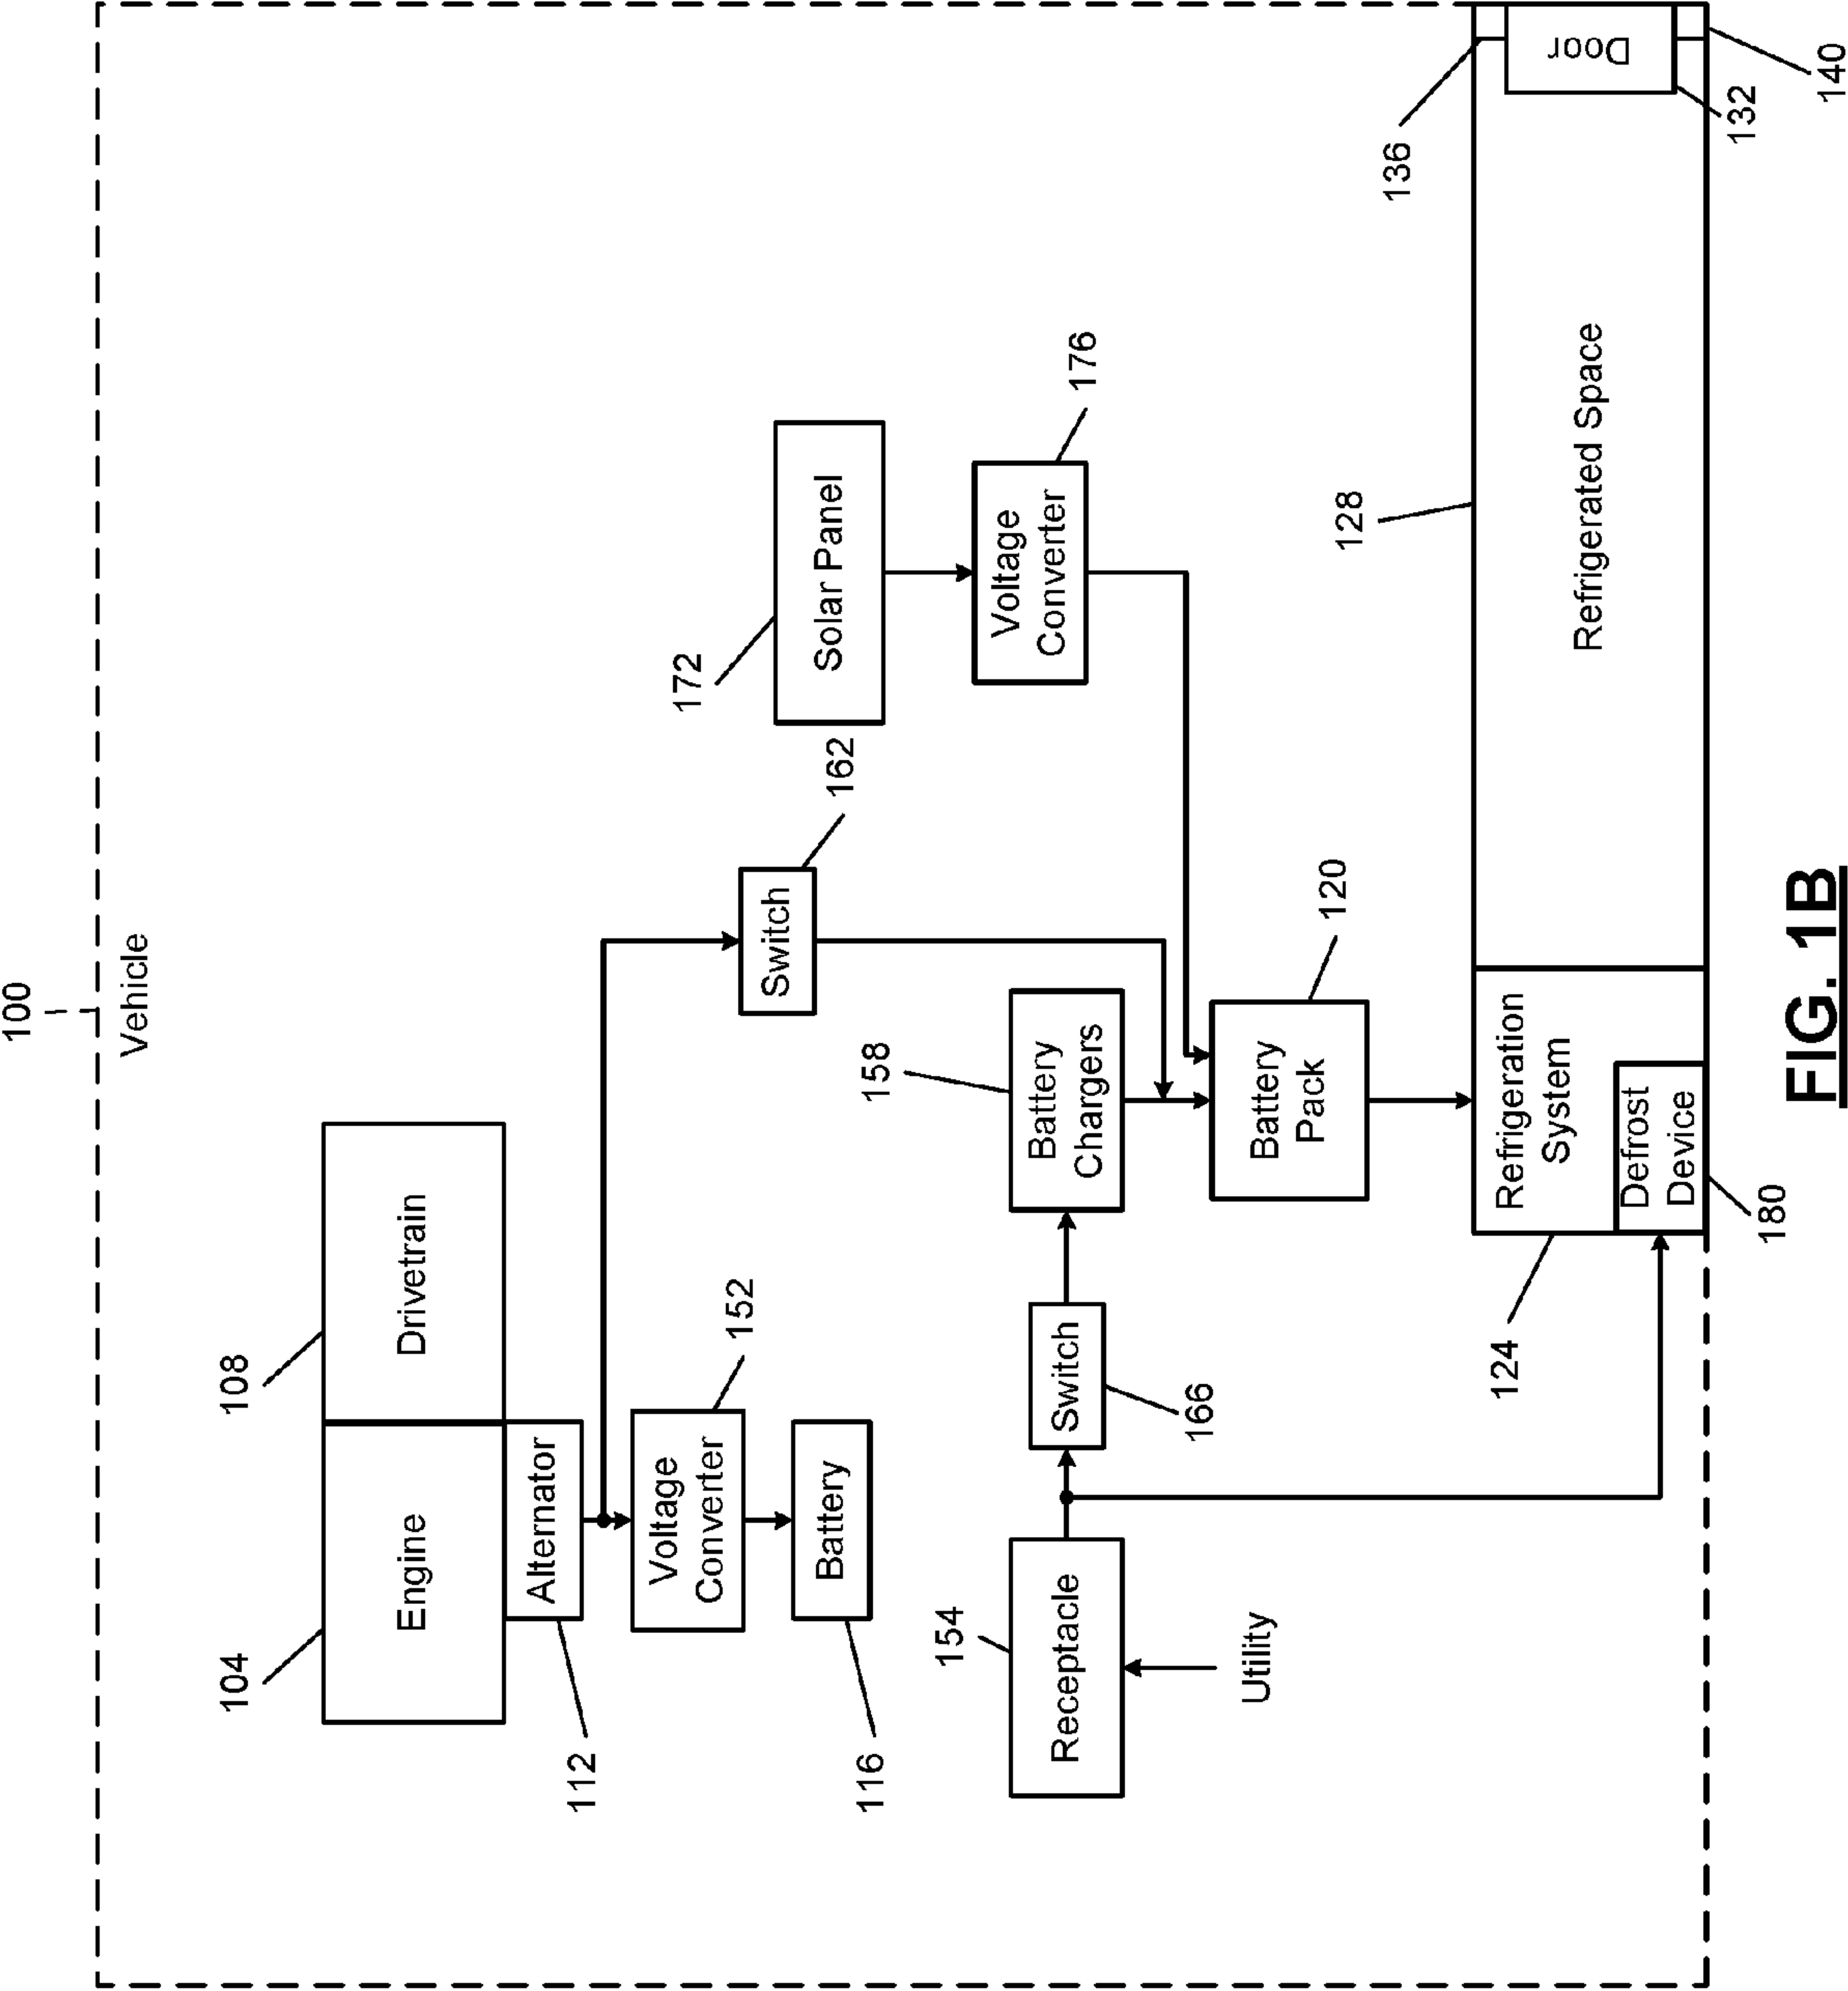 100
Vehicle
104
108
Engine
Drivetrain
112
Alternator
152
Voltage
Converter
116
Battery
162
Switch
172
Solar Panel
176
Voltage
Converter
154
Receptacle
Utility
166
Switch
158
Battery
Chargers
120
Battery
Pack
124
Refrigeration
System
Defrost
Device
180
128
Refrigerated Space
136
Door
132
140
FIG. 1B